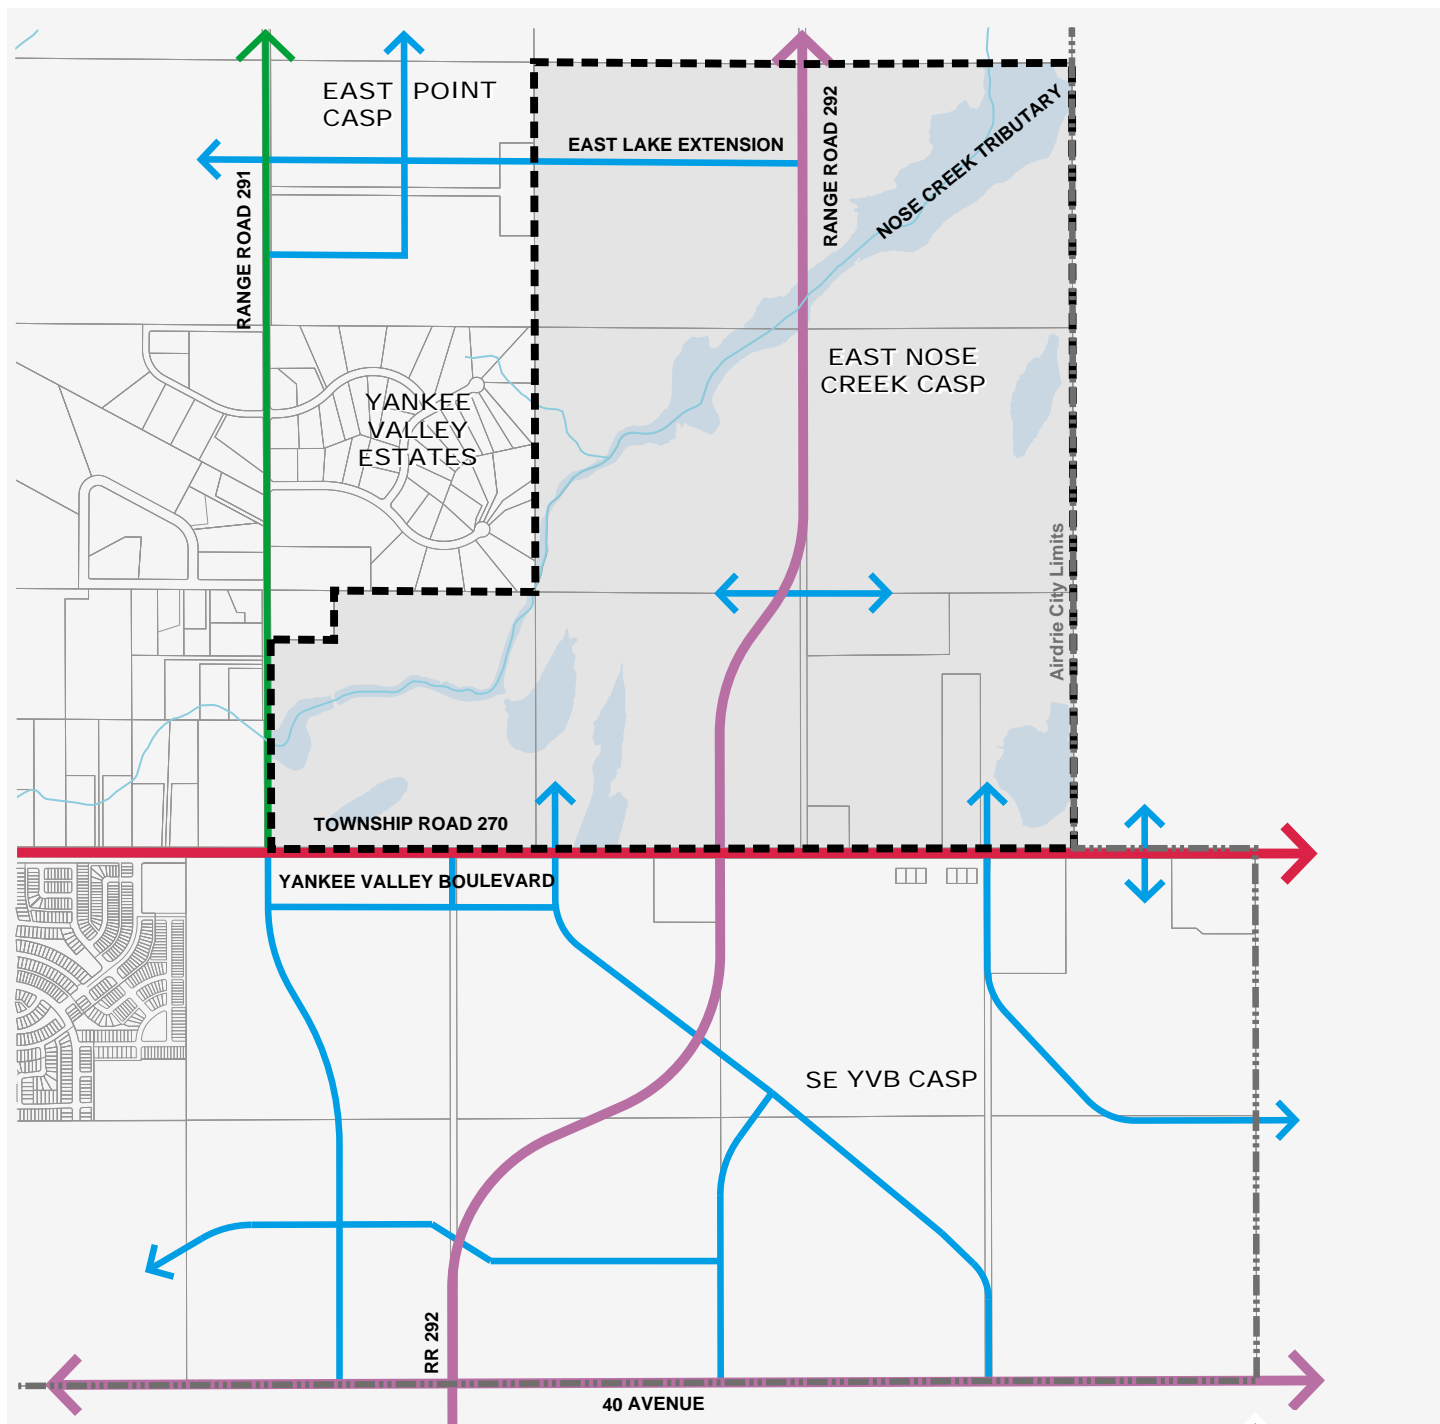 EAST POINT
CASP
EAST LAKE EXTENSION
RANGE ROAD 292
NOSE CREEK TRIBUTARY
RANGE ROAD 291
EAST NOSE
CREEK CASP
YANKEE
VALLEY
ESTATES
Airdrie City Limits
TOWNSHIP ROAD 270
YANKEE VALLEY BOULEVARD
SE YVB CASP
RR 292
40 AVENUE